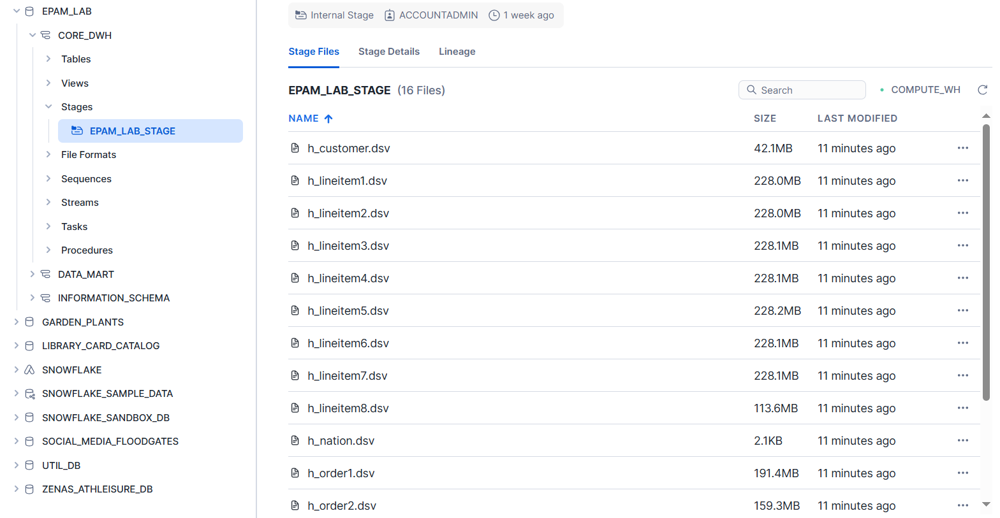 EPAM_LAB
CORE_DWH
Tables
Views
Stages
EPAM_LAB_STAGE
File Formats
Sequences
Streams
Tasks
Procedures
DATA_MART
INFORMATION_SCHEMA
GARDEN_PLANTS
LIBRARY_CARD_CATALOG
SNOWFLAKE
SNOWFLAKE_SAMPLE_DATA
SNOWFLAKE_SANDBOX_DB
SOCIAL_MEDIA_FLOODGATES
UTIL_DB
ZENAS_ATHLEISURE_DB
Internal Stage ACCOUNTADMIN 1 week ago
Stage Files Stage Details Lineage
EPAM_LAB_STAGE (16 Files) Search COMPUTE_WH
NAME SIZE LAST MODIFIED
h_customer.dsv 42.1MB 11 minutes ago
h_lineitem1.dsv 228.0MB 11 minutes ago
h_lineitem2.dsv 228.0MB 11 minutes ago
h_lineitem3.dsv 228.1MB 11 minutes ago
h_lineitem4.dsv 228.1MB 11 minutes ago
h_lineitem5.dsv 228.2MB 11 minutes ago
h_lineitem6.dsv 228.1MB 11 minutes ago
h_lineitem7.dsv 228.1MB 11 minutes ago
h_lineitem8.dsv 113.6MB 11 minutes ago
h_nation.dsv 2.1KB 11 minutes ago
h_order1.dsv 191.4MB 11 minutes ago
h_order2.dsv 159.3MB 11 minutes ago